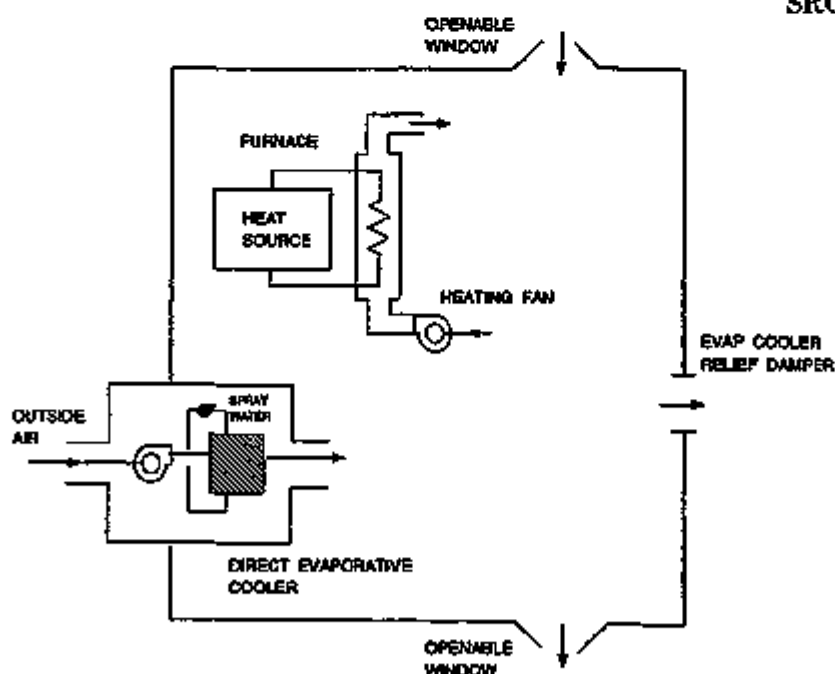 SRC
OPENABLE
WINDOW
FURNACE
HEAT
SOURCE
HEATING FAN
EVAP COOLER
RELIEF DAMPER
SPRAY
WATER
OUTSIDE
AIR
DIRECT EVAPORATIVE
COOLER
OPENABLE
WINDOW